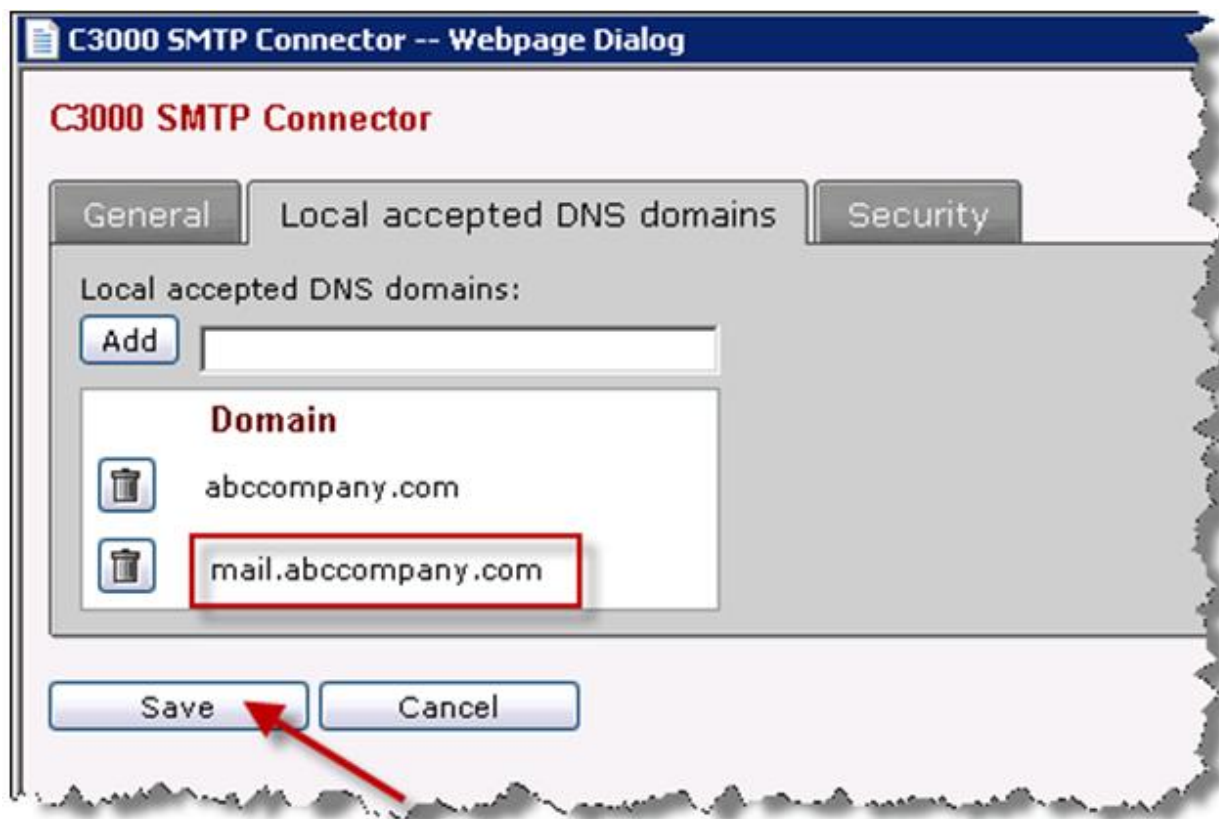 C3000 SMTP Connector -- Webpage Dialog
C3000 SMTP Connector
General Local accepted DNS domains Security
Local accepted DNS domains:
Add
Domain
abccompany.com
mail.abccompany.com
Save Cancel